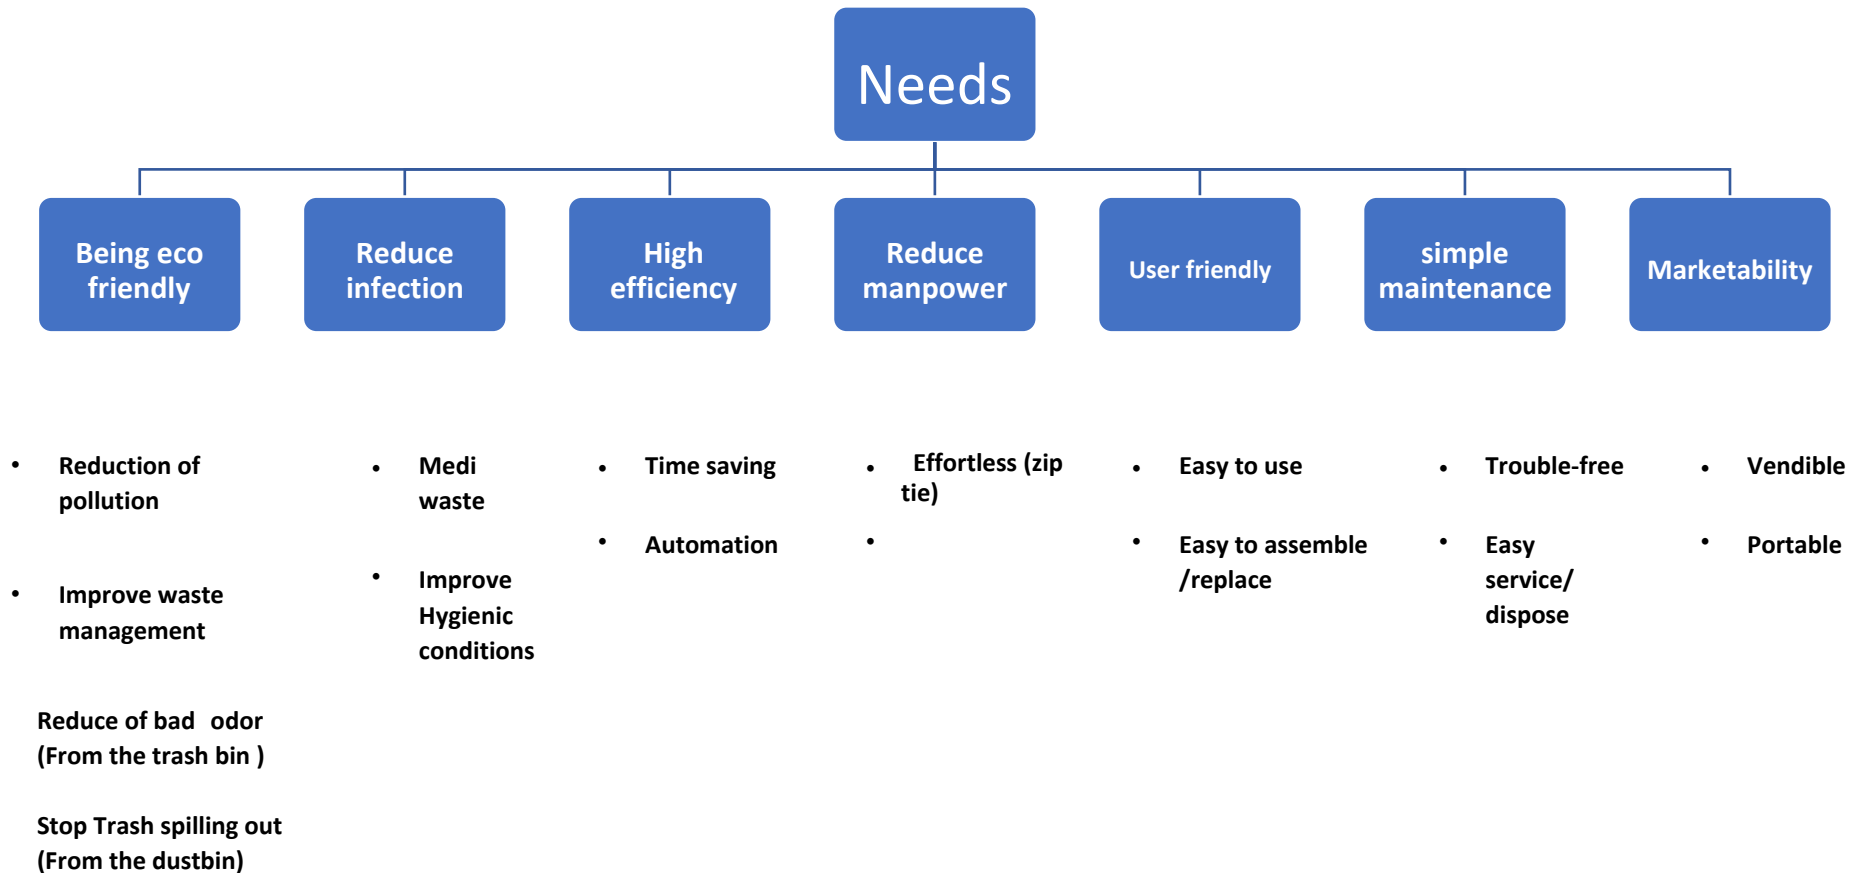 Needs
Being eco
friendly
Reduce
infection
High
efficiency
Reduce
manpower
User friendly
simple
maintenance
Marketability
• Reduction of
pollution
• Improve waste
management
Reduce of bad odor
(From the trash bin )
Stop Trash spilling out
(From the dustbin)
• Medi
waste
• Improve
Hygienic
conditions
• Time saving
• Automation
• Effortless (zip
tie)
•
• Easy to use
• Easy to assemble
/replace
• Trouble-free
• Easy
service/
dispose
• Vendible
• Portable